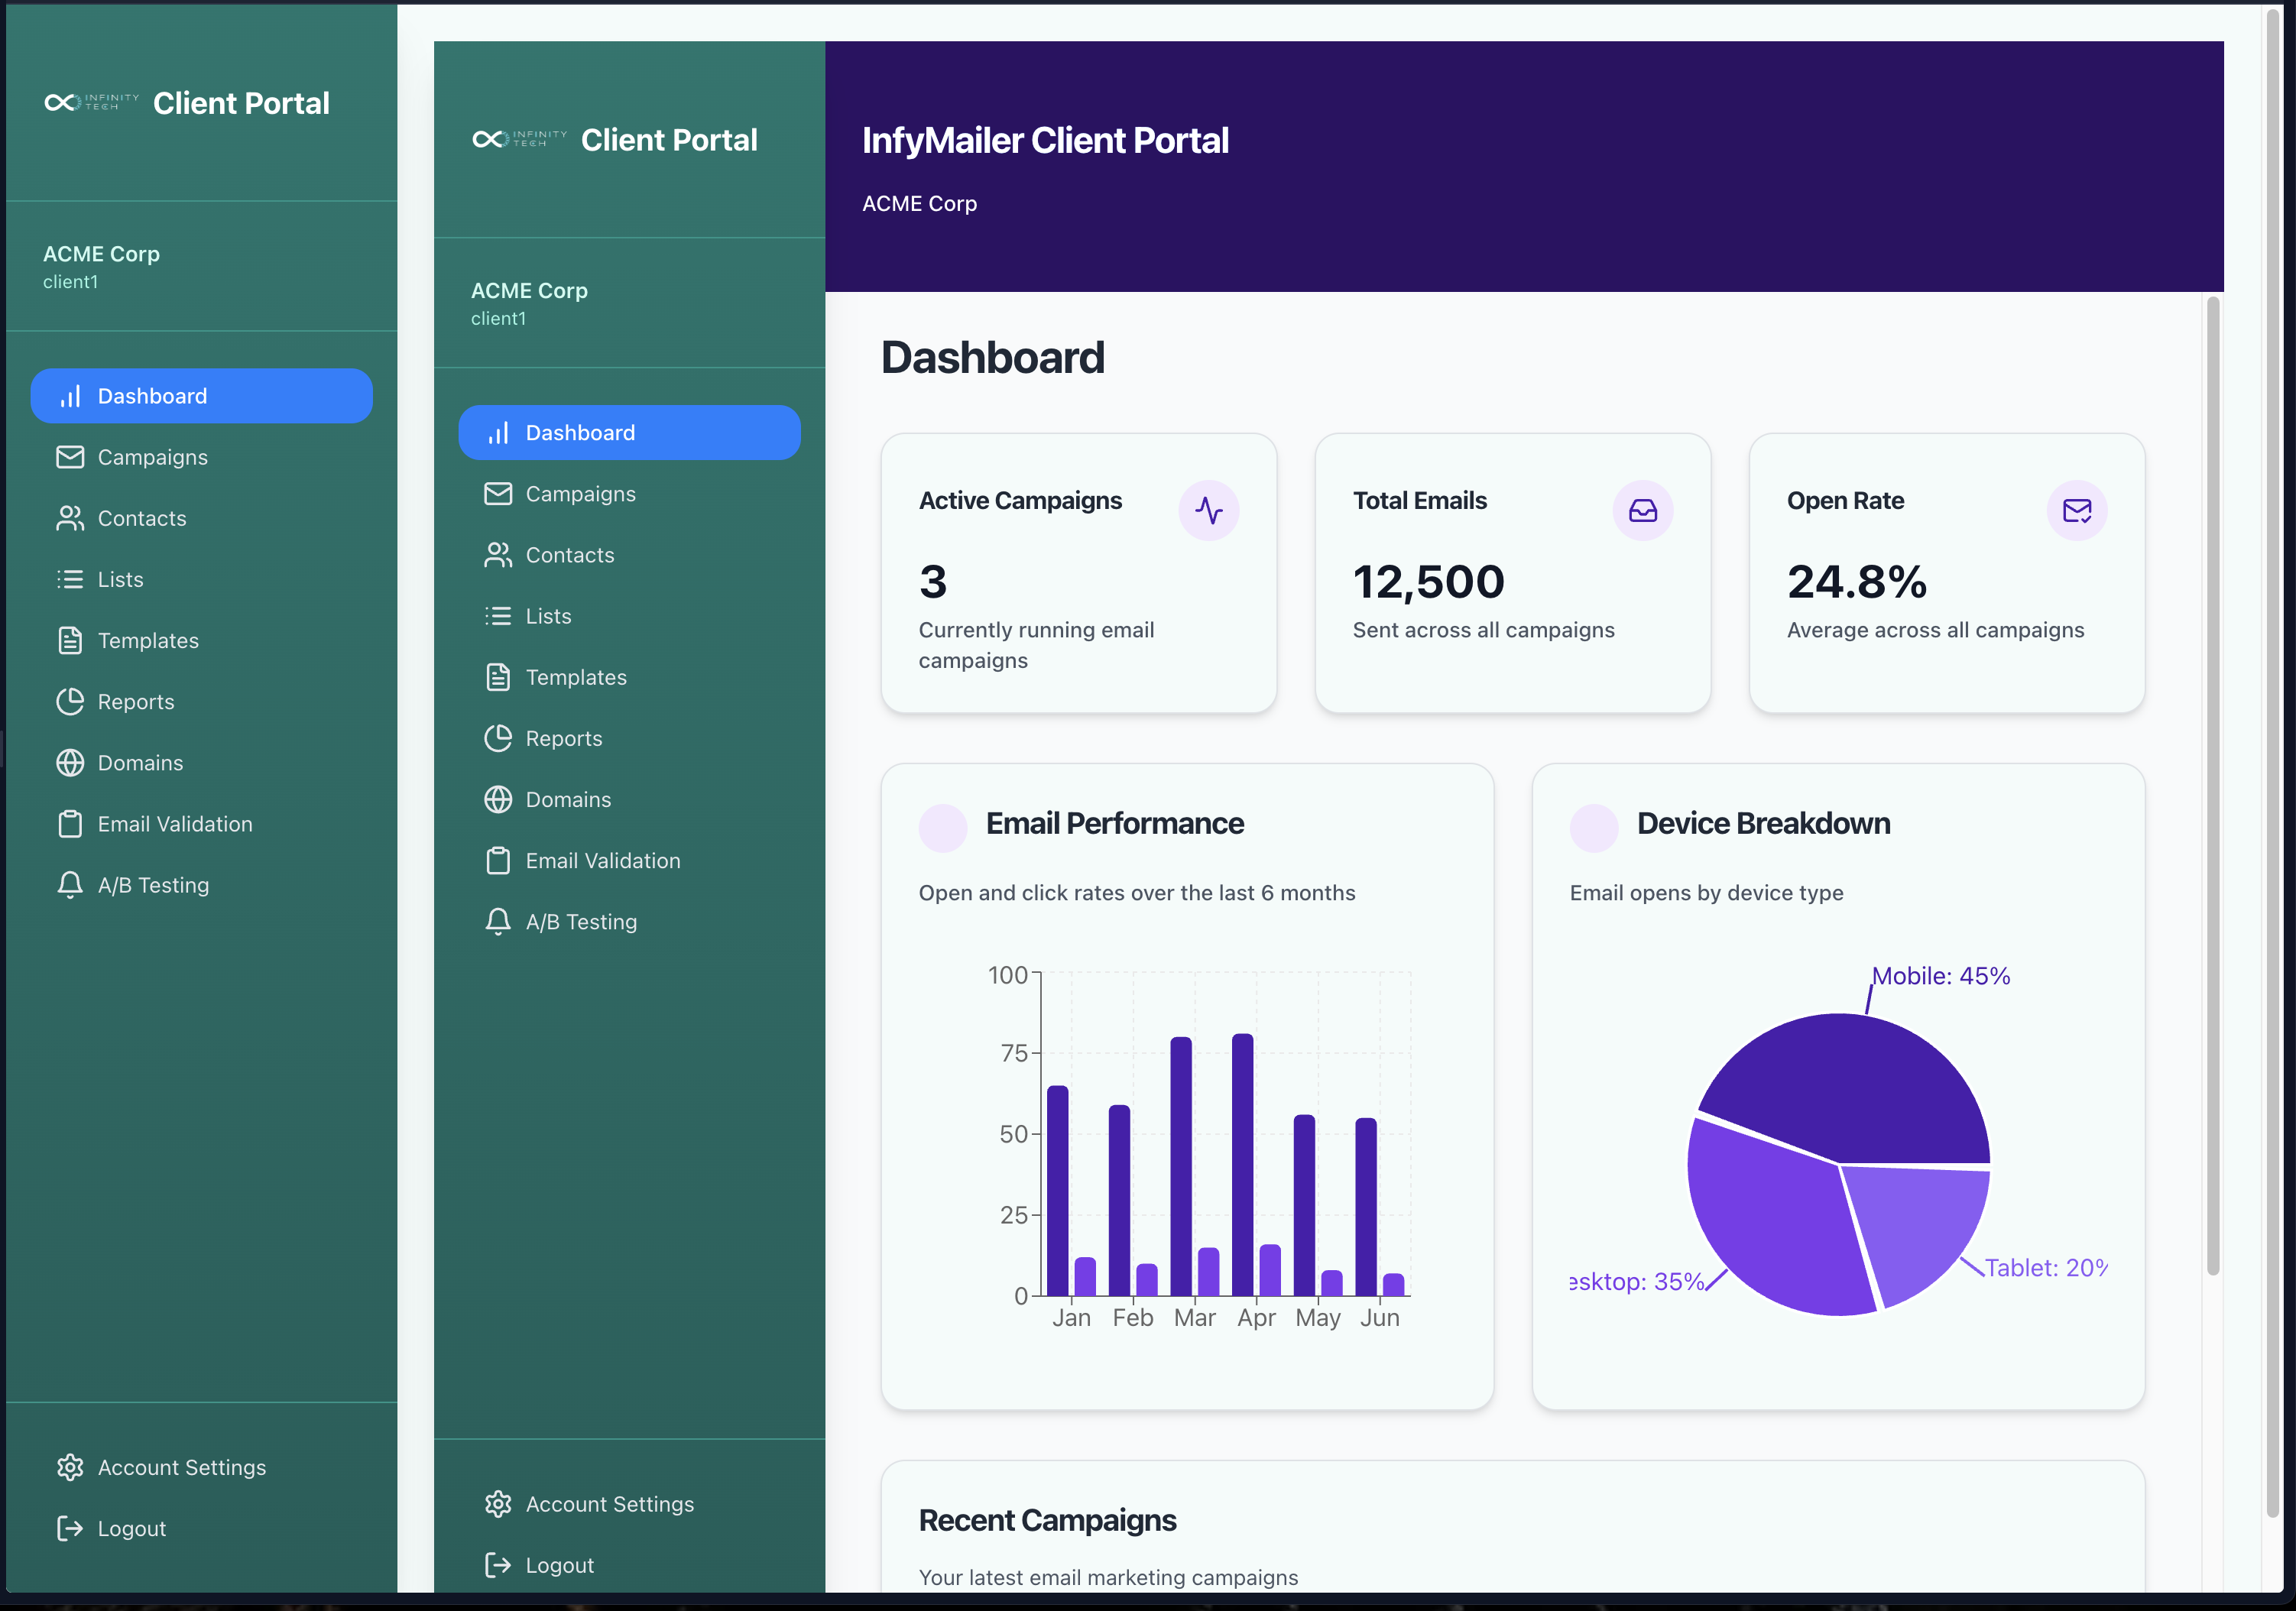 INFINITY
TECH
Client Portal
ACME Corp
client1
Dashboard
Campaigns
Contacts
Lists
Templates
Reports
Domains
Email Validation
A/B Testing
Account Settings
Logout
INFINITY
TECH
Client Portal
ACME Corp
client1
Dashboard
Campaigns
Contacts
Lists
Templates
Reports
Domains
Email Validation
A/B Testing
Account Settings
Logout
InfyMailer Client Portal
ACME Corp
Dashboard
Active Campaigns
3
Currently running email
campaigns
Total Emails
12,500
Sent across all campaigns
Open Rate
24.8%
Average across all campaigns
Email Performance
Open and click rates over the last 6 months
100
75
50
25
0
Jan Feb Mar Apr May Jun
Device Breakdown
Email opens by device type
Mobile: 45%
esktop: 35%
Tablet: 20%
Recent Campaigns
Your latest email marketing campaigns